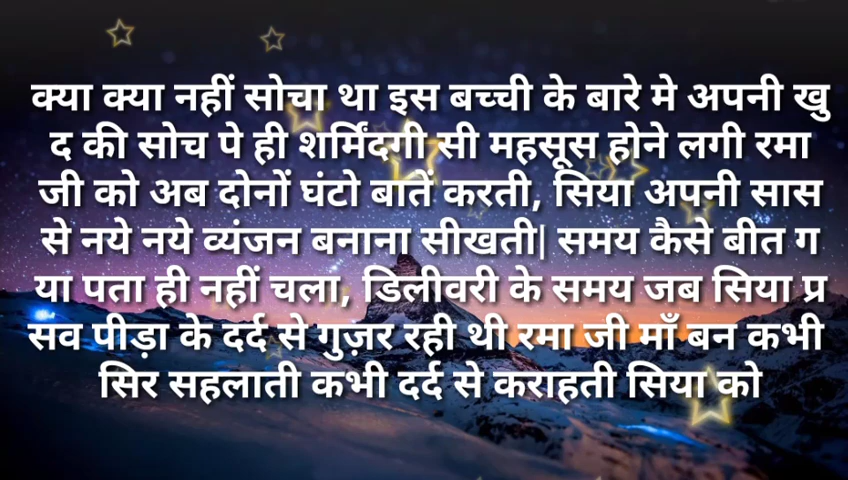 क्या क्या नहीं सोचा था इस बच्ची के बारे मे अपनी खु
द की सोच पे ही शर्मिंदगी सी महसूस होने लगी रमा
जी को अब दोनों घंटो बातें करती, सिया अपनी सास
से नये नये व्यंजन बनाना सीखती| समय कैसे बीत ग
या पता ही नहीं चला, डिलीवरी के समय जब सिया प्र
सव पीड़ा के दर्द से गुज़र रही थी रमा जी माँ बन कभी
सिर सहलाती कभी दर्द से कराहती सिया को